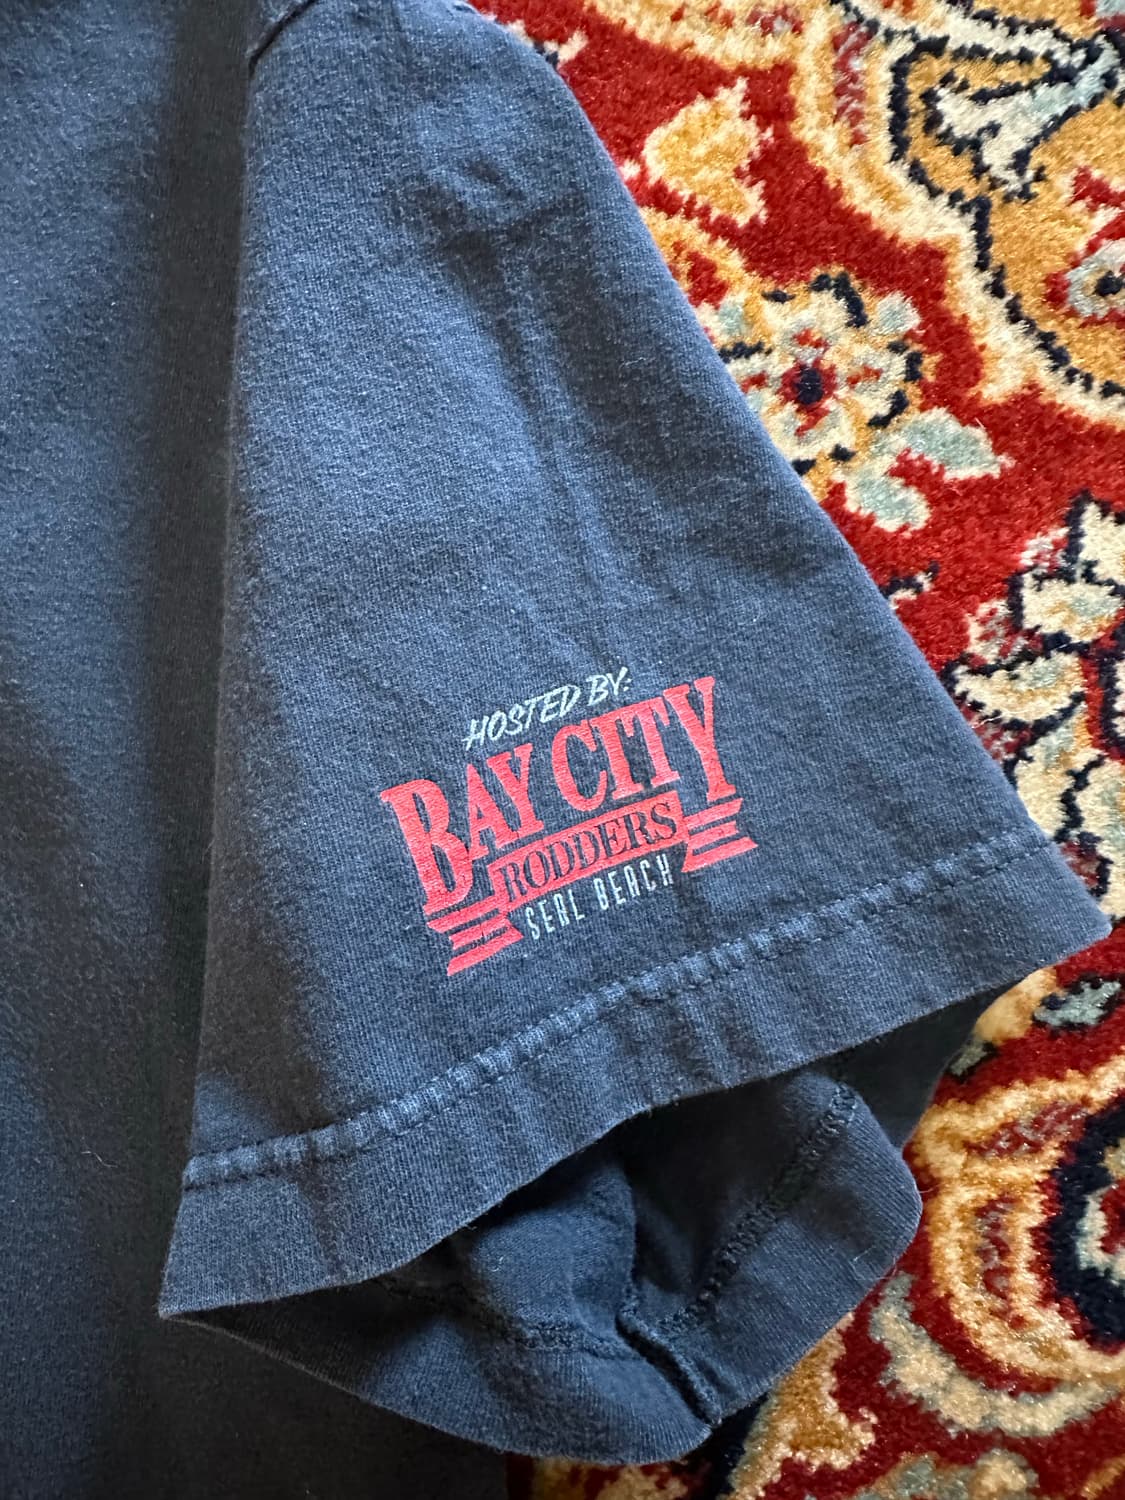 HOSTED BY:
BAY CITY
RODDERS
SEAL BEACH